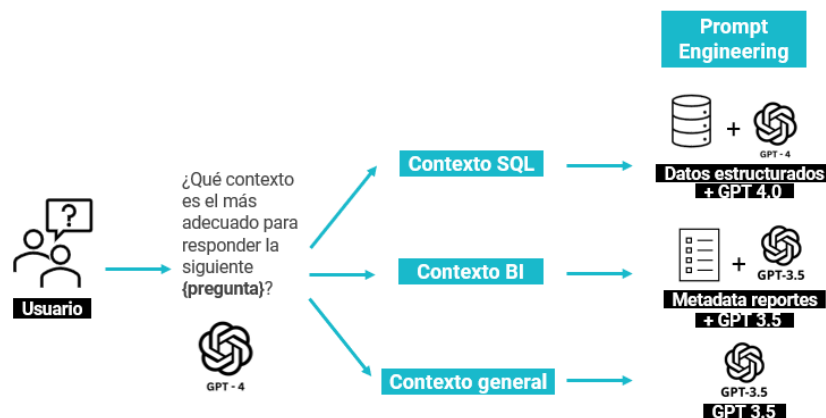 Prompt
Engineering
GPT - 4
Datos estructurados
+ GPT 4.0
Contexto SQL
¿Qué contexto
es el más
adecuado para
responder la
siguiente
{pregunta}?
?
Usuario
GPT - 4
Contexto BI
GPT-3.5
Metadata reportes
+ GPT 3.5
Contexto general
GPT-3.5
GPT 3.5